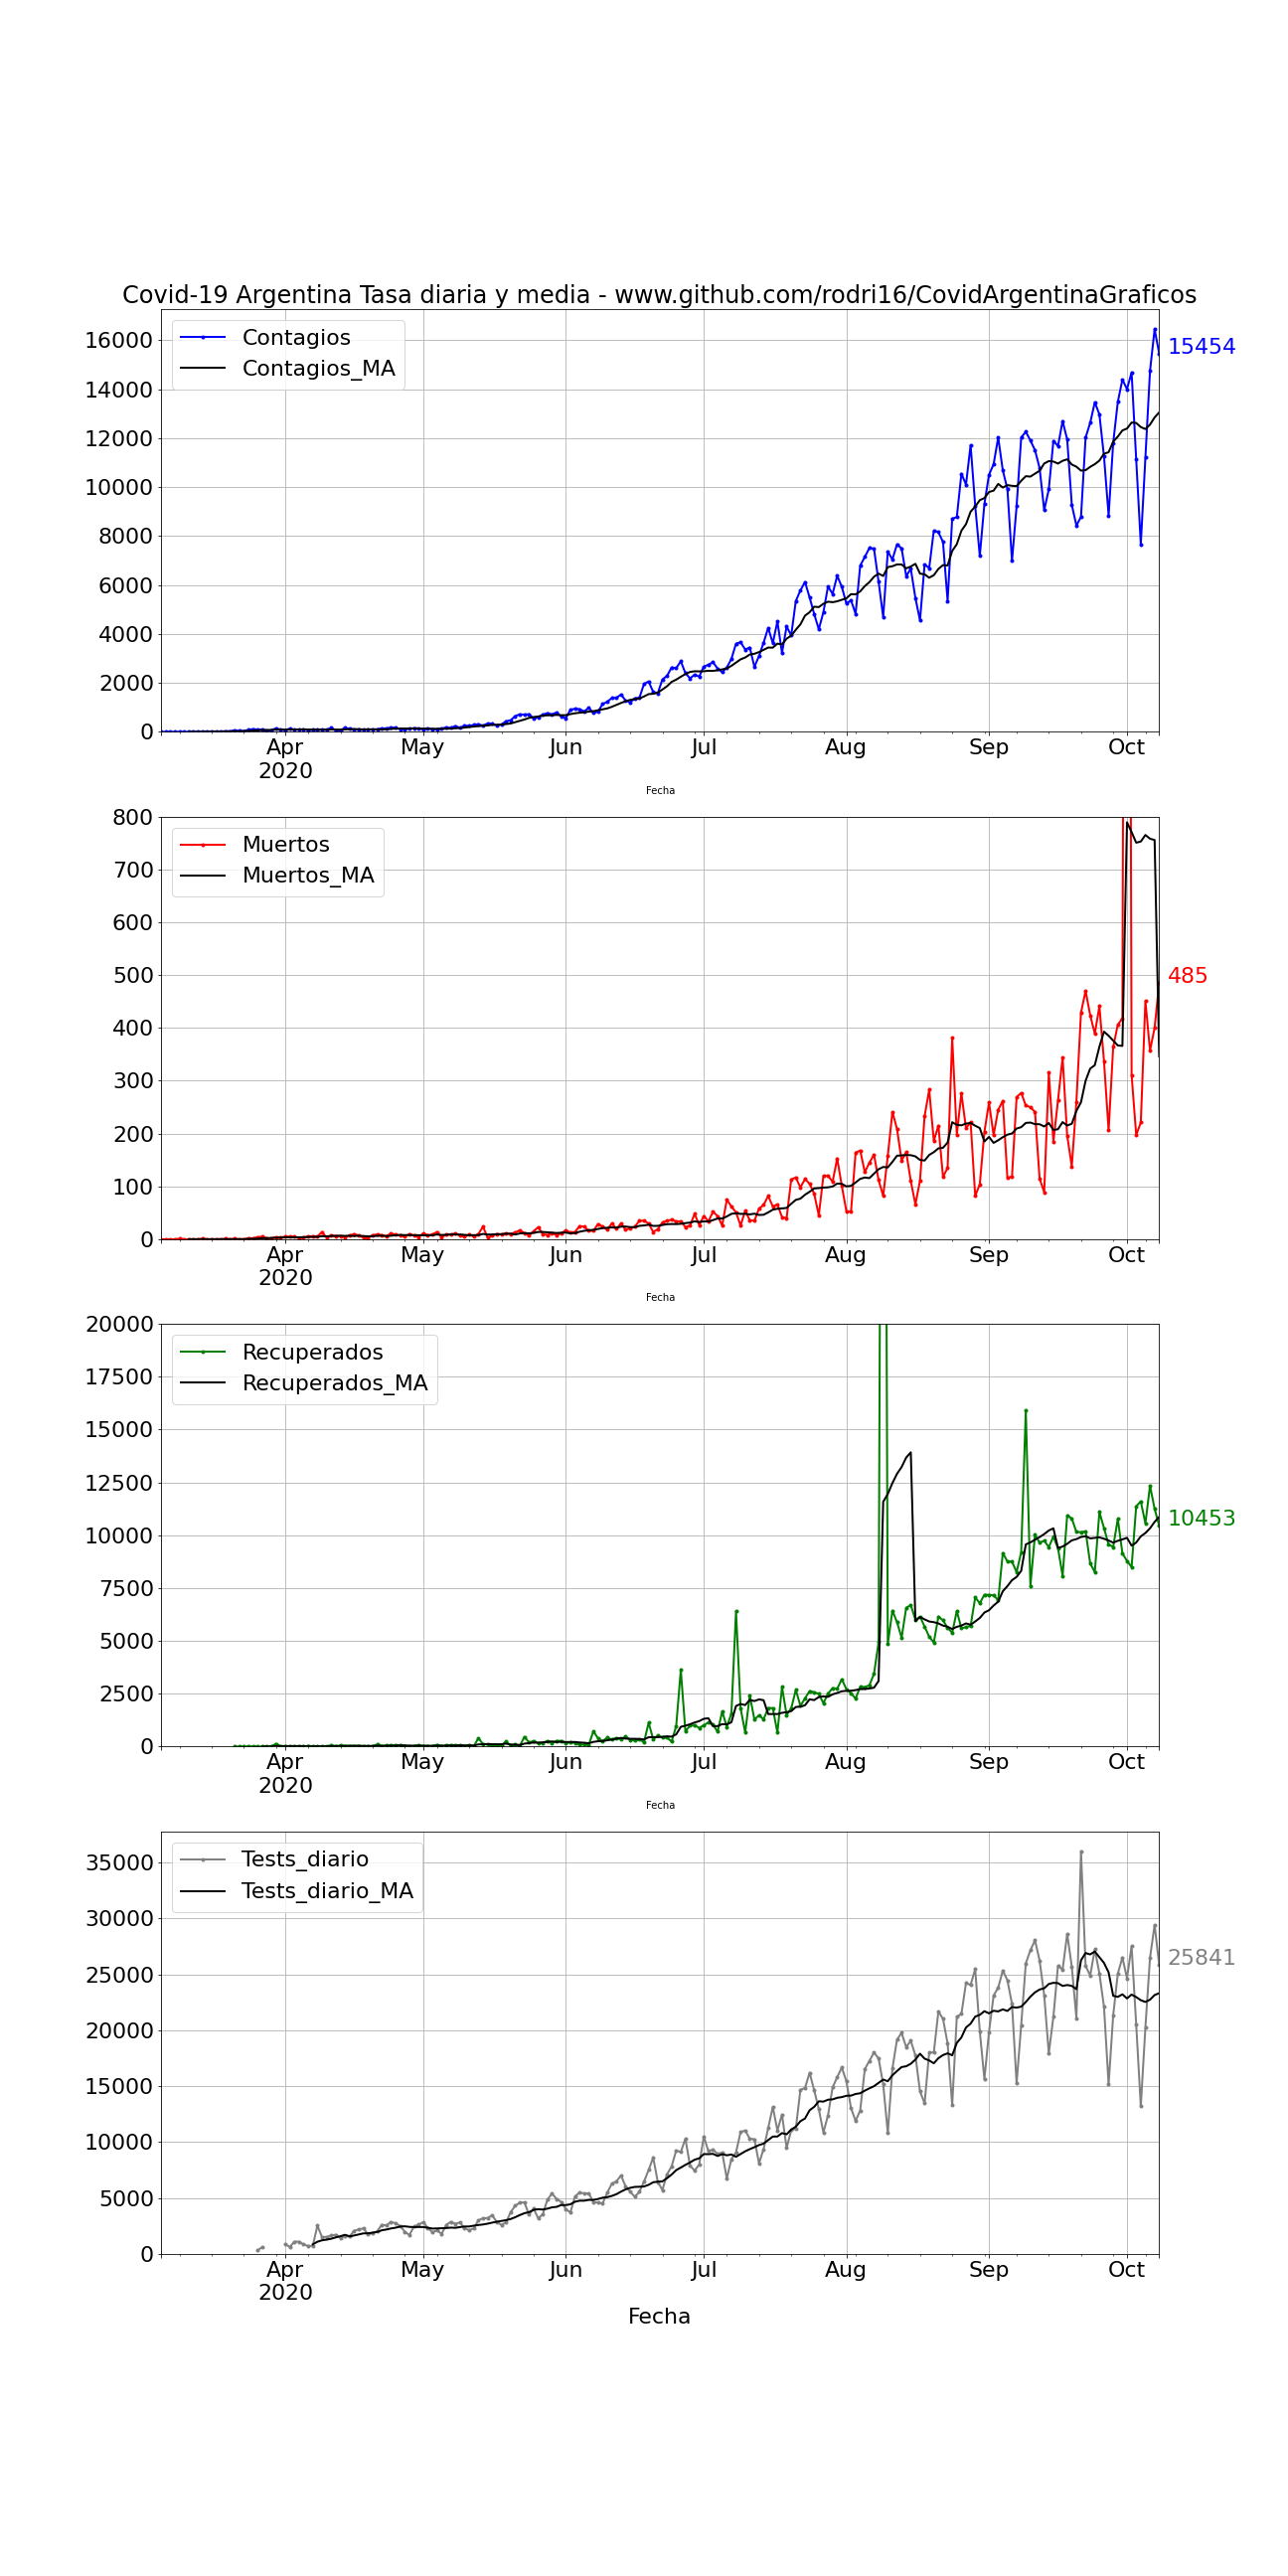 Covid-19 Argentina Tasa diaria y media - www.github.com/rodri16/CovidArgentinaGraficos
Contagios
Contagios_MA
16000
14000
12000
10000
8000
6000
4000
2000
0
15454
Apr May Jun Jul Aug Sep Oct
2020
Fecha
Muertos
Muertos_MA
800
700
600
500
400
300
200
100
0
485
Apr May Jun Jul Aug Sep Oct
2020
Fecha
Recuperados
Recuperados_MA
20000
17500
15000
12500
10000
7500
5000
2500
0
10453
Apr May Jun Jul Aug Sep Oct
2020
Fecha
Tests_diario
Tests_diario_MA
35000
30000
25000
20000
15000
10000
5000
0
25841
Apr May Jun Jul Aug Sep Oct
2020
Fecha